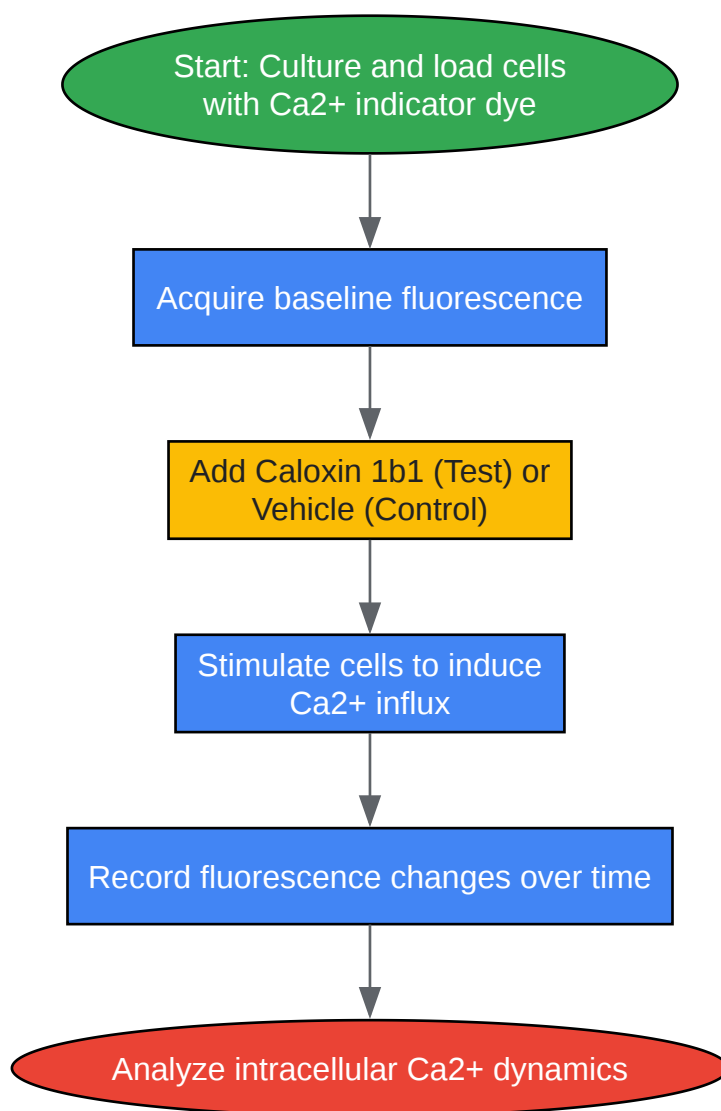 Start: Culture and load cells
with Ca2+ indicator dye
Acquire baseline fluorescence
Add Caloxin 1b1 (Test) or
Vehicle (Control)
Stimulate cells to induce
Ca2+ influx
Record fluorescence changes over time
Analyze intracellular Ca2+ dynamics